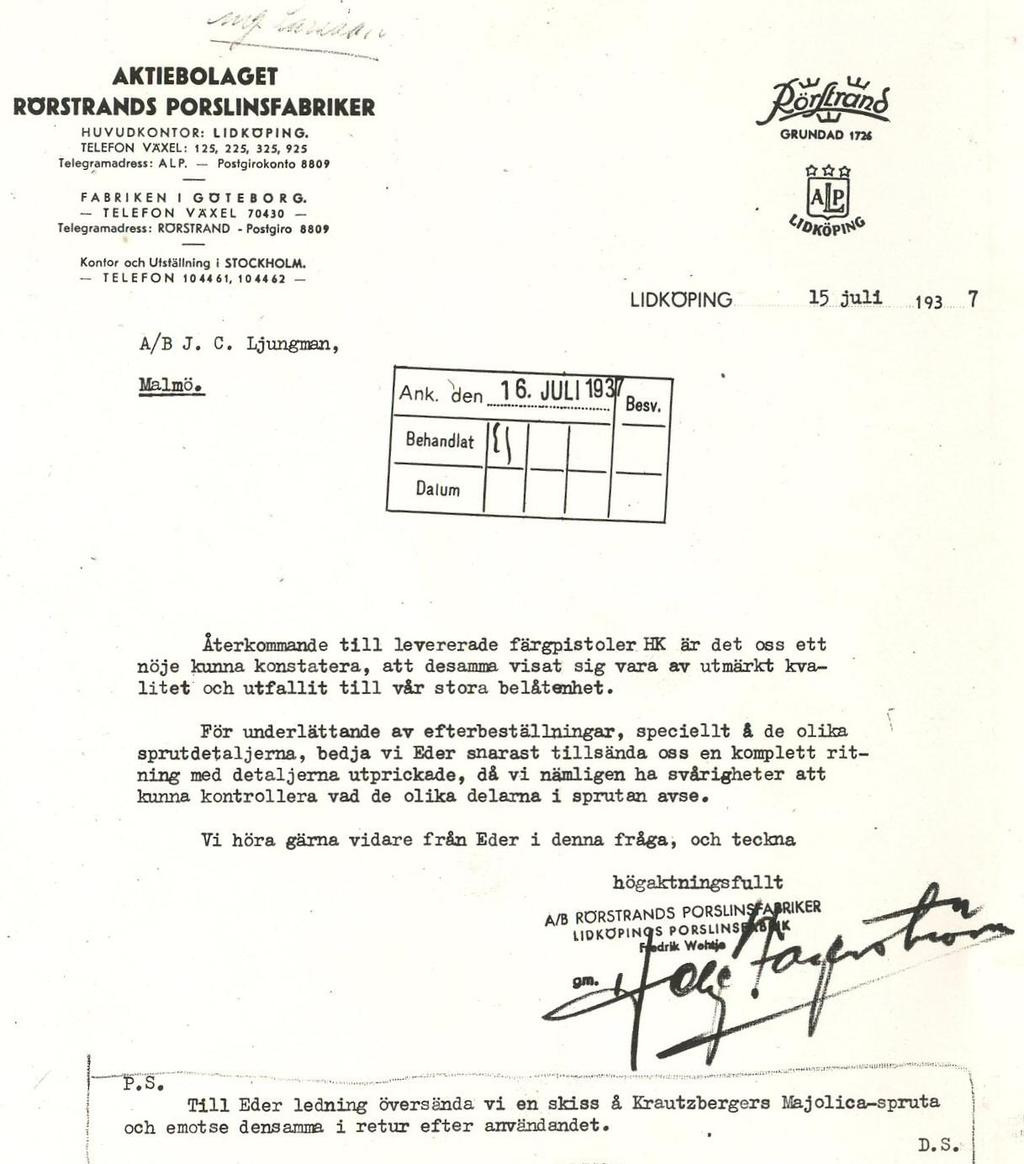 ing Larsson
AKTIEBOLAGET
RÖRSTRANDS PORSLINSFABRIKER
HUVUDKONTOR: LIDKÖPING.
TELEFON VÄXEL: 125, 225, 325, 925
Telegramadress: ALP. — Postgirokonto 8809
FABRIKEN I GÖTEBORG.
— TELEFON VÄXEL 70430 —
Telegramadress: RÖRSTRAND - Postgiro 8809
Kontor och Utställning i STOCKHOLM.
— TELEFON 104461, 104462 —
Rörstrand
GRUNDAD 1726
ALP
LIDKÖPING
LIDKÖPING 15 juli 193 7
A/B J. C. Ljungman,
Malmö.
Ank. den 16. JULI 1937 Besv.
Behandlat
Datum
Återkommande till levererade färgpistoler HK är det oss ett
nöje kunna konstatera, att desamma visat sig vara av utmärkt kva-
litet och utfallit till vår stora belåtenhet.
För underlättande av efterbeställningar, speciellt å de olika
sprutdetaljerna, bedja vi Eder snarast tillsända oss en komplett rit-
ning med detaljerna utprickade, då vi nämligen ha svårigheter att
kunna kontrollera vad de olika delarna i sprutan avse.
Vi höra gärna vidare från Eder i denna fråga, och teckna
högaktningsfullt
A/B RÖRSTRANDS PORSLINSFABRIKER
LIDKÖPINGS PORSLINSFABRIK
Fredrik Wehtje
gm.
P.S.
Till Eder ledning översända vi en skiss å Krautzbergers Majolica-spruta
och emotse densamma i retur efter användandet.
D.S.